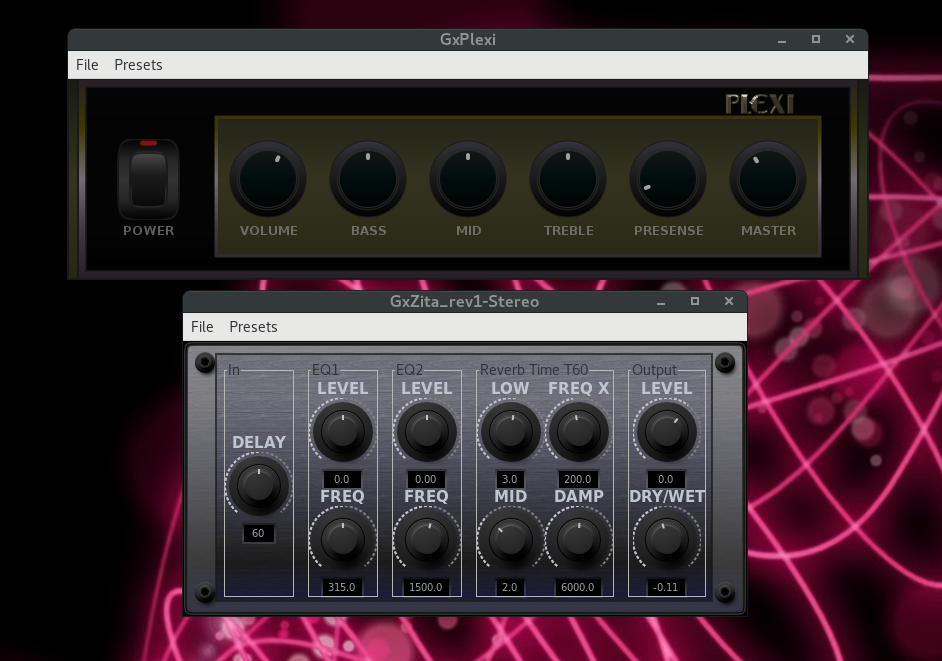 GxPlexi
File Presets
PLEXI
POWER VOLUME BASS MID TREBLE PRESENSE MASTER
GxZita_rev1-Stereo
File Presets
In EQ1 EQ2 Reverb Time T60 Output
LEVEL LEVEL LOW FREQ X LEVEL
DELAY
0.0 0.00 3.0 200.0 0.0
FREQ FREQ MID DAMP DRY/WET
60
315.0 1500.0 2.0 6000.0 -0.11